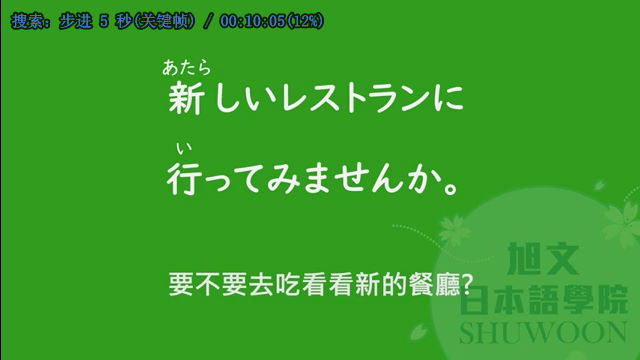 搜索: 步进 5 秒(关键帧) / 00:10:05(12%)
あたら
新しいレストランに
い
行ってみませんか。
要不要去吃看看新的餐廳?
旭文
日本語學院
SHUWOON